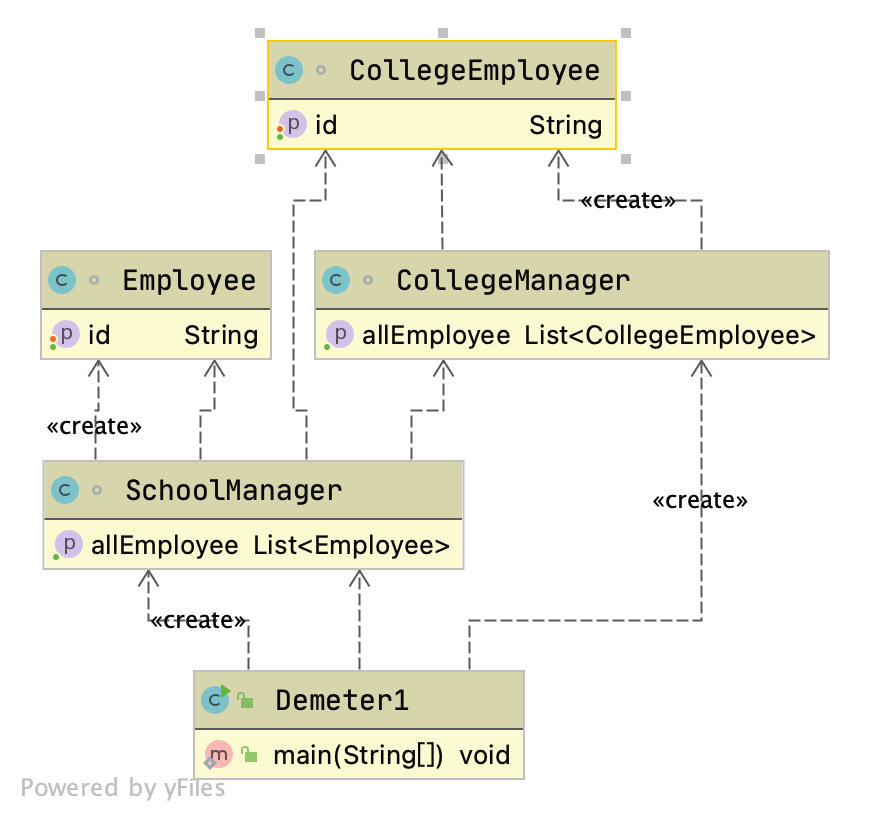 C CollegeEmployee
p id String
«create»
C Employee
p id String
C CollegeManager
p allEmployee List<CollegeEmployee>
«create»
C SchoolManager
p allEmployee List<Employee>
«create»
«create»
C Demeter1
m main(String[]) void
Powered by yFiles